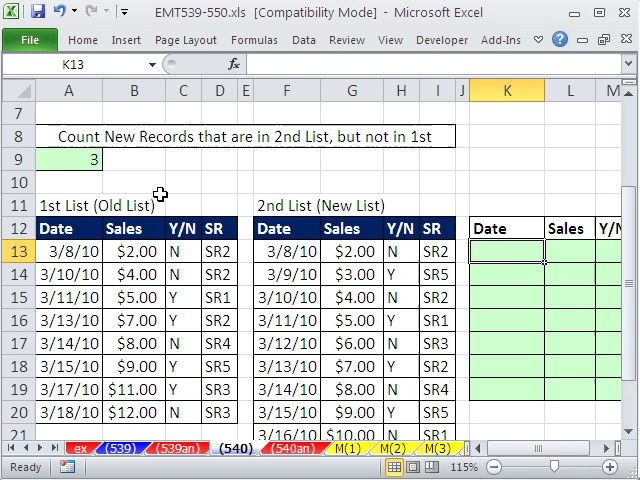 EMT539-550.xls [Compatibility Mode] - Microsoft Excel
File Home Insert Page Layout Formulas Data Review View Developer Add-Ins
K13 fx
A B C D E F G H I J K L M
7
8 Count New Records that are in 2nd List, but not in 1st
9 3
10
11 1st List (Old List) 2nd List (New List)
12 Date Sales Y/N SR Date Sales Y/N SR Date Sales Y/N
13 3/8/10 $2.00 N SR2 3/8/10 $2.00 N SR2
14 3/10/10 $4.00 N SR2 3/9/10 $3.00 Y SR5
15 3/11/10 $5.00 Y SR1 3/10/10 $4.00 N SR2
16 3/13/10 $7.00 Y SR2 3/11/10 $5.00 Y SR1
17 3/14/10 $8.00 N SR4 3/12/10 $6.00 N SR2
18 3/15/10 $9.00 Y SR5 3/13/10 $7.00 Y SR2
19 3/17/10 $11.00 Y SR3 3/14/10 $8.00 N SR4
20 3/18/10 $12.00 N SR3 3/15/10 $9.00 Y SR5
21 3/16/10 $10.00 N SR1
ex (539) (539an) (540) (540an) M(1) M(2) M(3)
Ready 115%